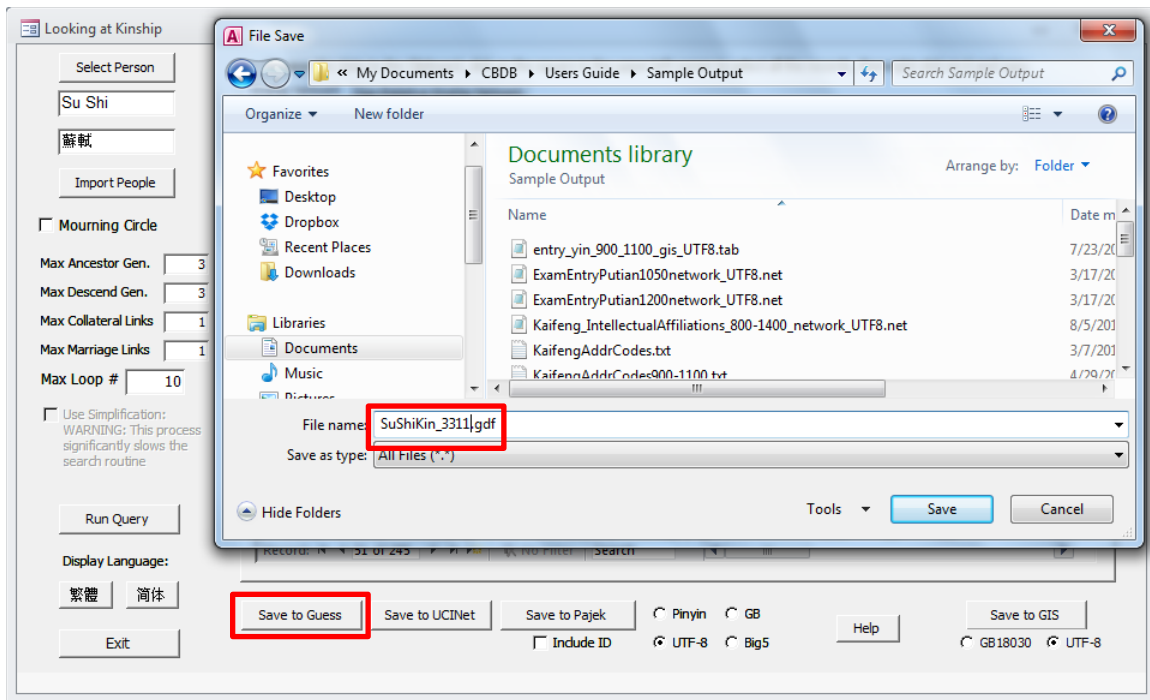 Looking at Kinship
Select Person
Su Shi
蘇軾
Import People
Mourning Circle
Max Ancestor Gen. 3
Max Descend Gen. 3
Max Collateral Links 1
Max Marriage Links 1
Max Loop # 10
Use Simplification:
WARNING: This process
significantly slows the
search routine
Run Query
Display Language:
繁體 简体
Exit
File Save
« My Documents CBDB Users Guide Sample Output
Search Sample Output
Organize New folder
Favorites
Desktop
Dropbox
Recent Places
Downloads
Libraries
Documents
Music
Pictures
Documents library
Sample Output
Arrange by: Folder
Name Date m
entry_yin_900_1100_gis_UTF8.tab 7/23/20
ExamEntryPutian1050network_UTF8.net 3/17/20
ExamEntryPutian1200network_UTF8.net 3/17/20
Kaifeng_IntellectualAffiliations_800-1400_network_UTF8.net 8/5/201
KaifengAddrCodes.txt 3/7/201
KaifengAddrCodes900-1100.txt 4/29/20
File name: SuShiKin_3311.gdf
Save as type: All Files (*.*)
Hide Folders
Tools Save Cancel
Record: 51 of 245 No Filter Search
Save to Guess Save to UCINet Save to Pajek Pinyin GB Help Save to GIS
Include ID UTF-8 Big5 GB18030 UTF-8